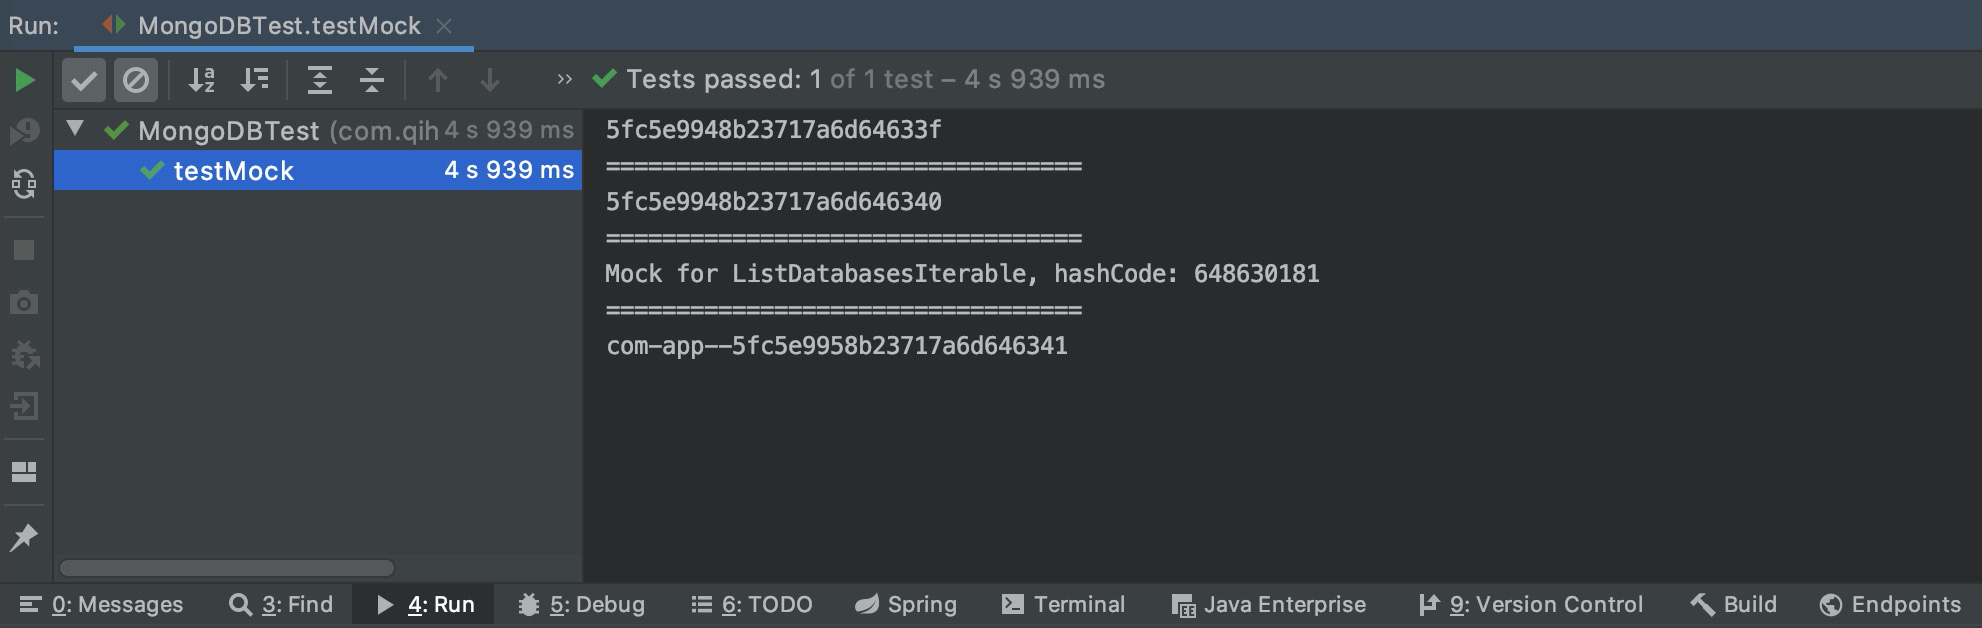 Run: MongoDBTest.testMock
Tests passed: 1 of 1 test – 4 s 939 ms
MongoDBTest (com.qih 4 s 939 ms
testMock 4 s 939 ms
5fc5e9948b23717a6d64633f
==================================
5fc5e9948b23717a6d646340
==================================
Mock for ListDatabasesIterable, hashCode: 648630181
==================================
com-app--5fc5e9958b23717a6d646341
0: Messages 3: Find 4: Run 5: Debug 6: TODO Spring Terminal Java Enterprise 9: Version Control Build Endpoints